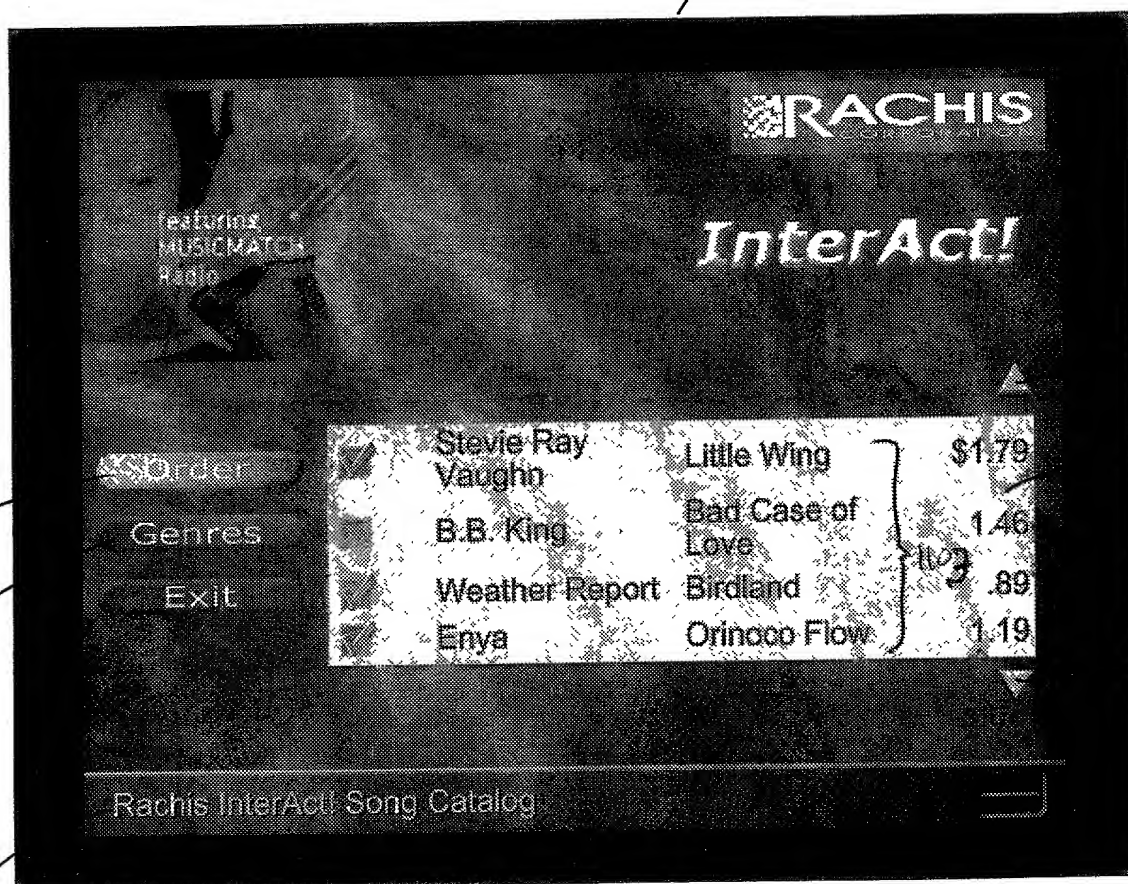 RACHIS
featuring
MUSICMATCH
Radio
InterAct!
Order
Genres
Exit
Stevie Ray Vaughn Little Wing $1.79
B.B. King Bad Case of Love 1.46
Weather Report Birdland .89
Enya Orinoco Flow 1.19
1103
Rachis InterAct! Song Catalog